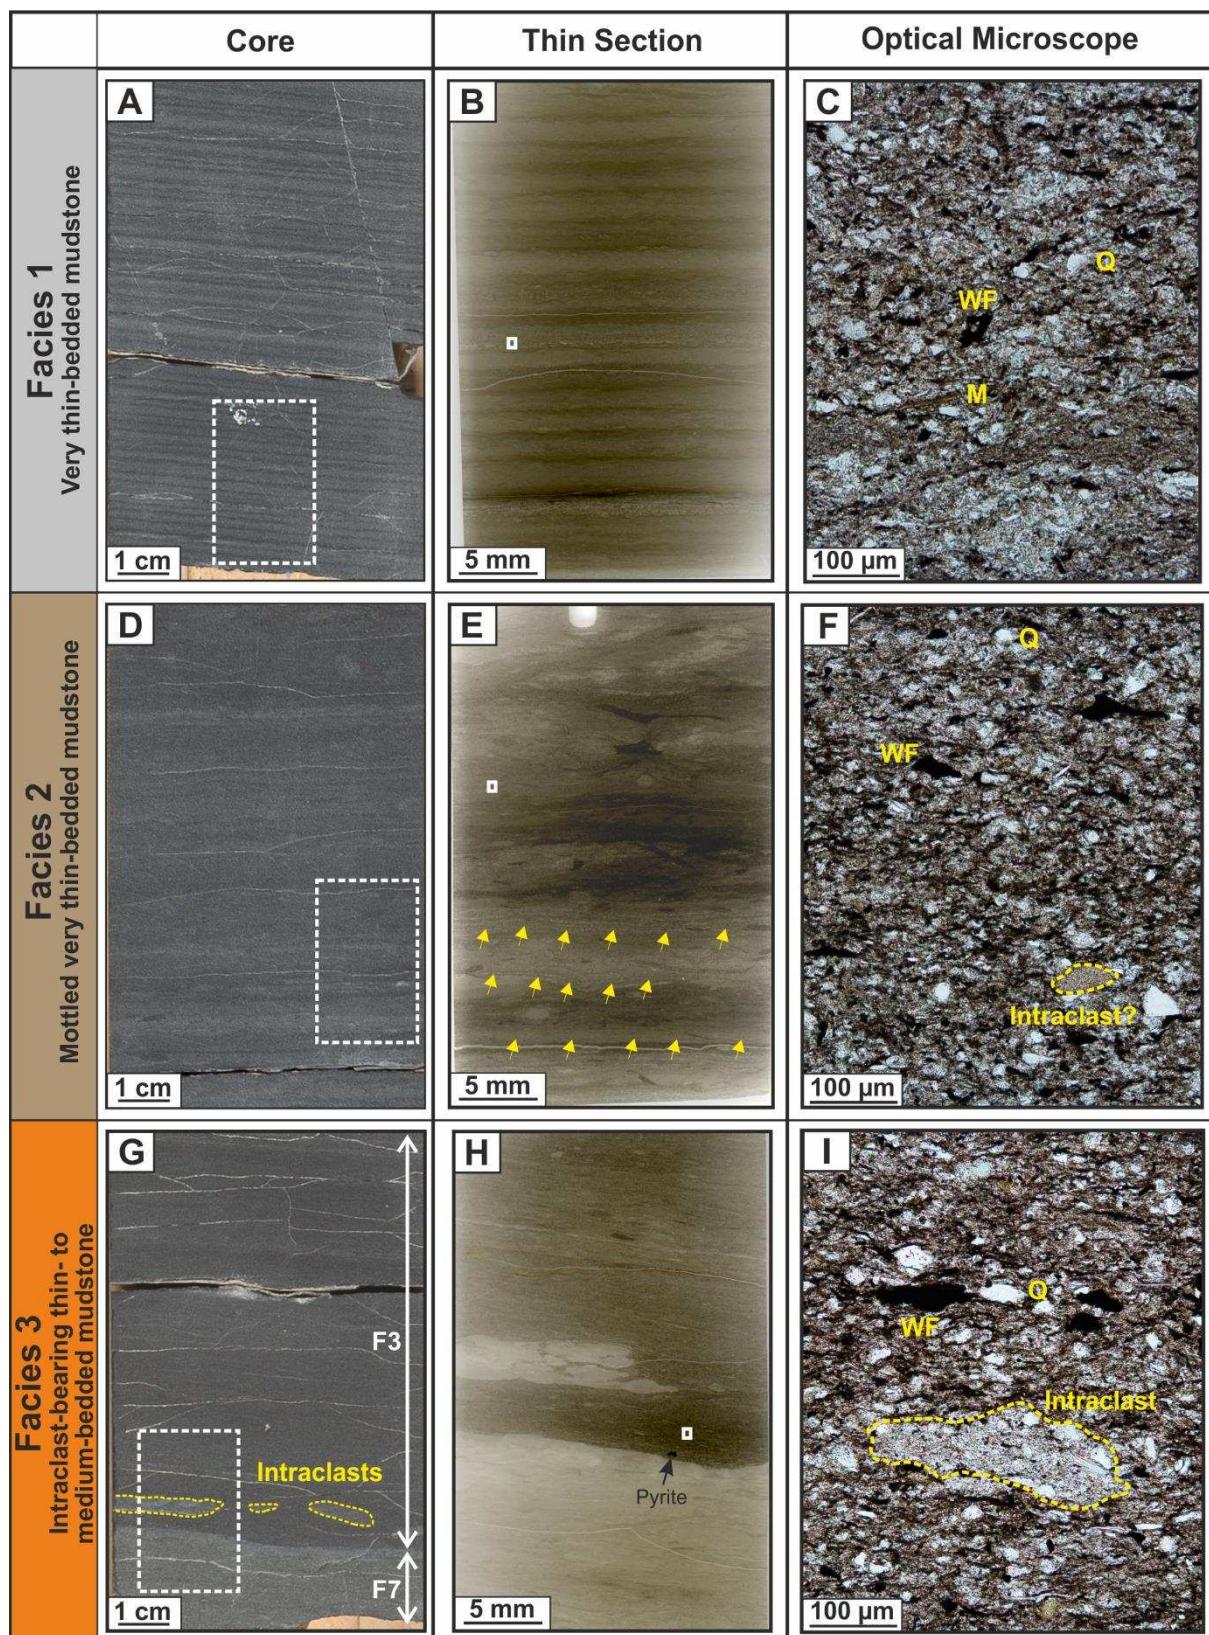 Core
Thin Section
Optical Microscope
Facies 1
Very thin-bedded mudstone
A
1 cm
B
5 mm
C
Q
WF
M
100 µm
Facies 2
Mottled very thin-bedded mudstone
D
1 cm
E
5 mm
F
Q
WF
Intraclast?
100 µm
Facies 3
Intraclast-bearing thin- to
medium-bedded mudstone
G
F3
Intraclasts
F7
1 cm
H
Pyrite
5 mm
I
Q
WF
Intraclast
100 µm